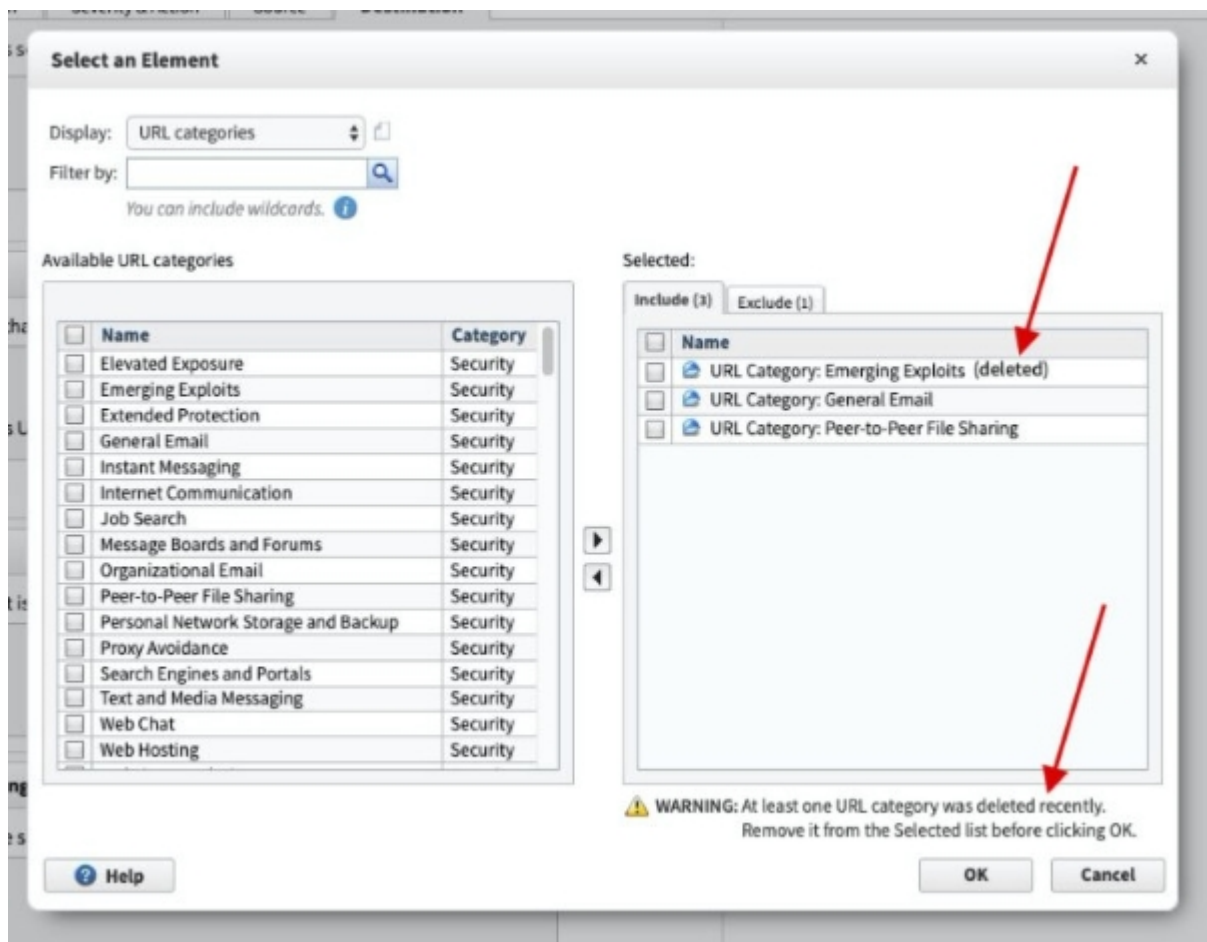 Severity & Action
Source
Destination
Select an Element
Display: URL categories
Filter by:
You can include wildcards.
Available URL categories
Name Category
Elevated Exposure Security
Emerging Exploits Security
Extended Protection Security
General Email Security
Instant Messaging Security
Internet Communication Security
Job Search Security
Message Boards and Forums Security
Organizational Email Security
Peer-to-Peer File Sharing Security
Personal Network Storage and Backup Security
Proxy Avoidance Security
Search Engines and Portals Security
Text and Media Messaging Security
Web Chat Security
Web Hosting Security
Selected:
Include (3) Exclude (1)
Name
URL Category: Emerging Exploits (deleted)
URL Category: General Email
URL Category: Peer-to-Peer File Sharing
WARNING: At least one URL category was deleted recently.
Remove it from the Selected list before clicking OK.
Help
OK
Cancel